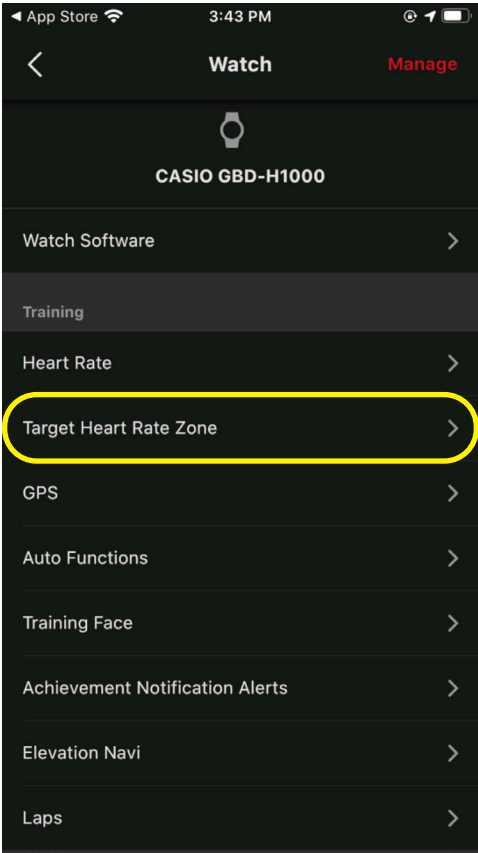 App Store
3:43 PM
Watch
Manage
CASIO GBD-H1000
Watch Software
Training
Heart Rate
Target Heart Rate Zone
GPS
Auto Functions
Training Face
Achievement Notification Alerts
Elevation Navi
Laps